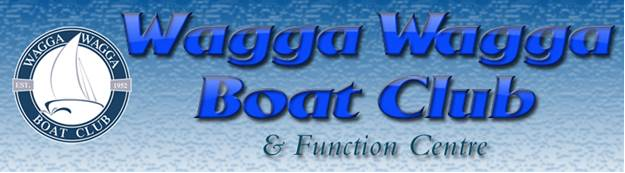 WAGGA WAGGA
EST. 1952
BOAT CLUB
Wagga Wagga
Boat Club
& Function Centre